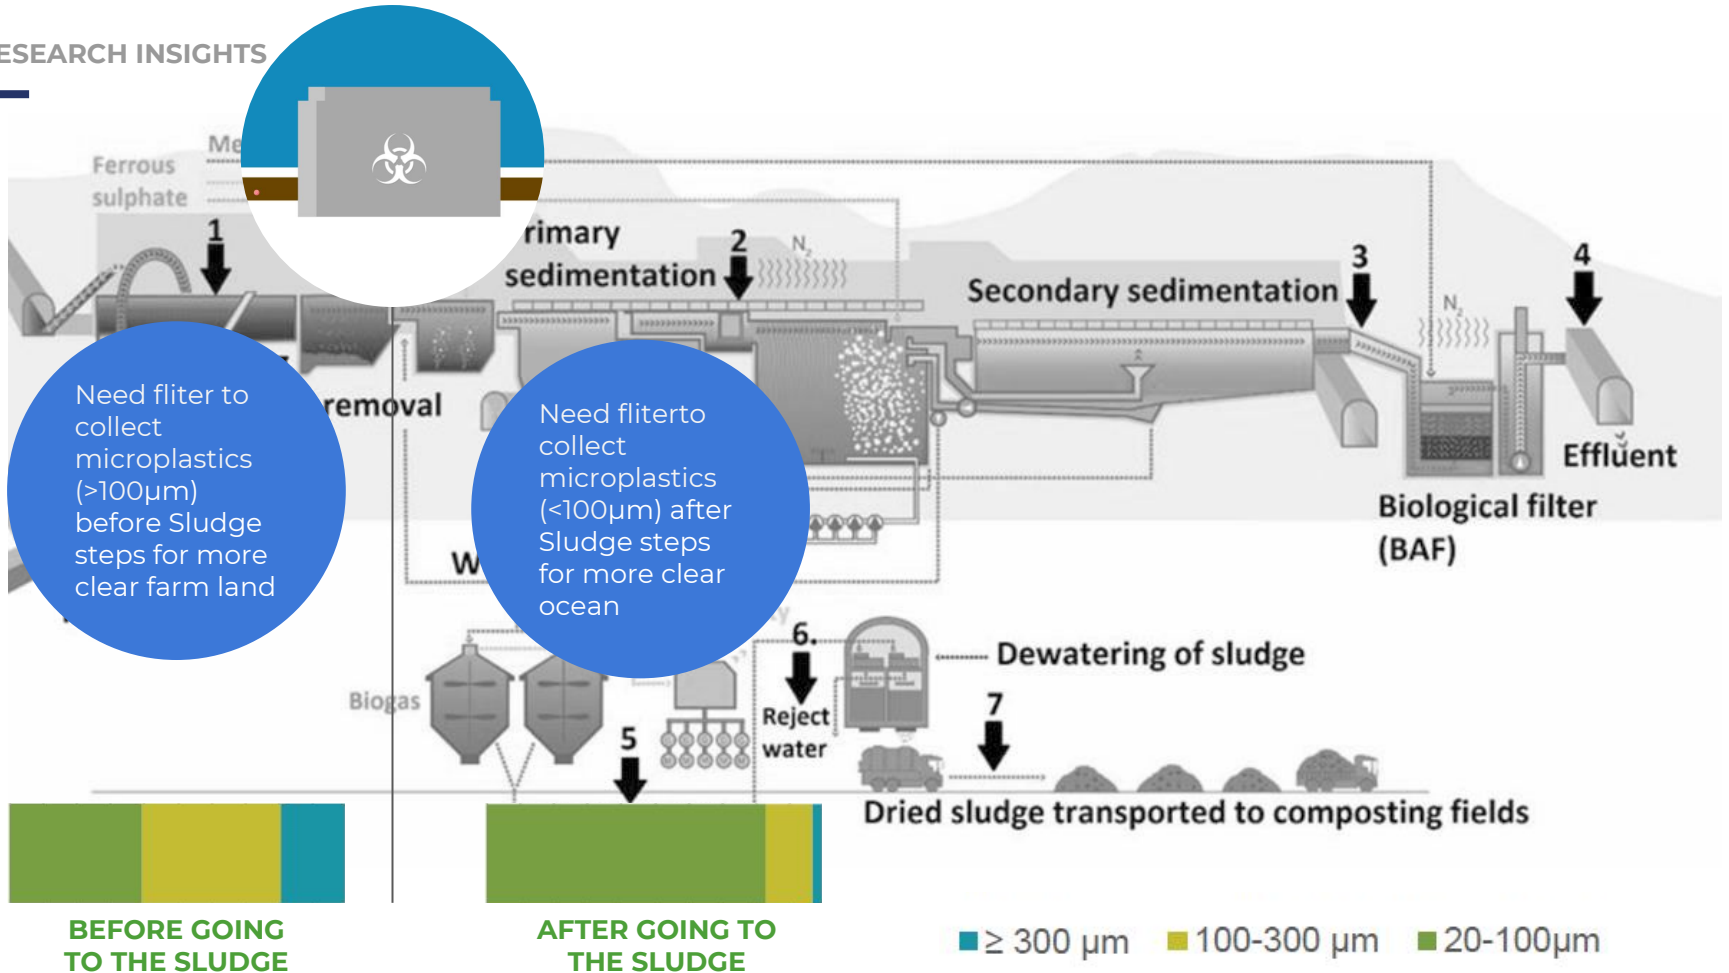 ESEARCH INSIGHTS
Me
Ferrous
sulphate
1
rimary
sedimentation
2
N2
Secondary sedimentation
3
N2
4
Effluent
removal
Biological filter
(BAF)
Need fliter to
collect
microplastics
(>100μm)
before Sludge
steps for more
clear farm land
Need fliterto
collect
microplastics
(<100μm) after
Sludge steps
for more clear
ocean
W
6.
Dewatering of sludge
Biogas
Reject
water
5
7
Dried sludge transported to composting fields
BEFORE GOING
TO THE SLUDGE
AFTER GOING TO
THE SLUDGE
≥ 300 μm
100-300 μm
20-100μm